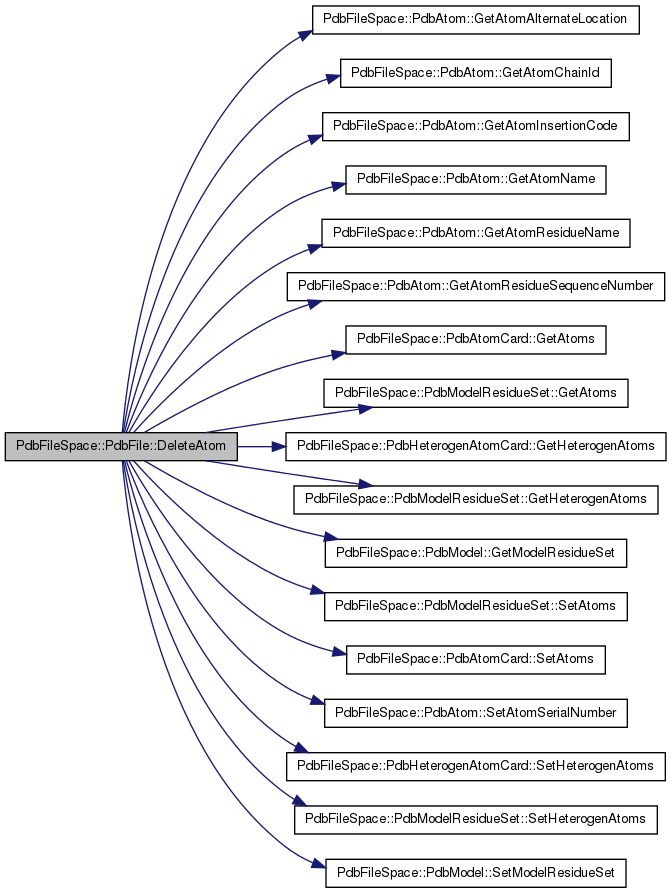 PdbFileSpace::PdbAtom::GetAtomAlternateLocation
PdbFileSpace::PdbAtom::GetAtomChainId
PdbFileSpace::PdbAtom::GetAtomInsertionCode
PdbFileSpace::PdbAtom::GetAtomName
PdbFileSpace::PdbAtom::GetAtomResidueName
PdbFileSpace::PdbAtom::GetAtomResidueSequenceNumber
PdbFileSpace::PdbAtomCard::GetAtoms
PdbFileSpace::PdbModelResidueSet::GetAtoms
PdbFileSpace::PdbFile::DeleteAtom
PdbFileSpace::PdbHeterogenAtomCard::GetHeterogenAtoms
PdbFileSpace::PdbModelResidueSet::GetHeterogenAtoms
PdbFileSpace::PdbModel::GetModelResidueSet
PdbFileSpace::PdbModelResidueSet::SetAtoms
PdbFileSpace::PdbAtomCard::SetAtoms
PdbFileSpace::PdbAtom::SetAtomSerialNumber
PdbFileSpace::PdbHeterogenAtomCard::SetHeterogenAtoms
PdbFileSpace::PdbModelResidueSet::SetHeterogenAtoms
PdbFileSpace::PdbModel::SetModelResidueSet